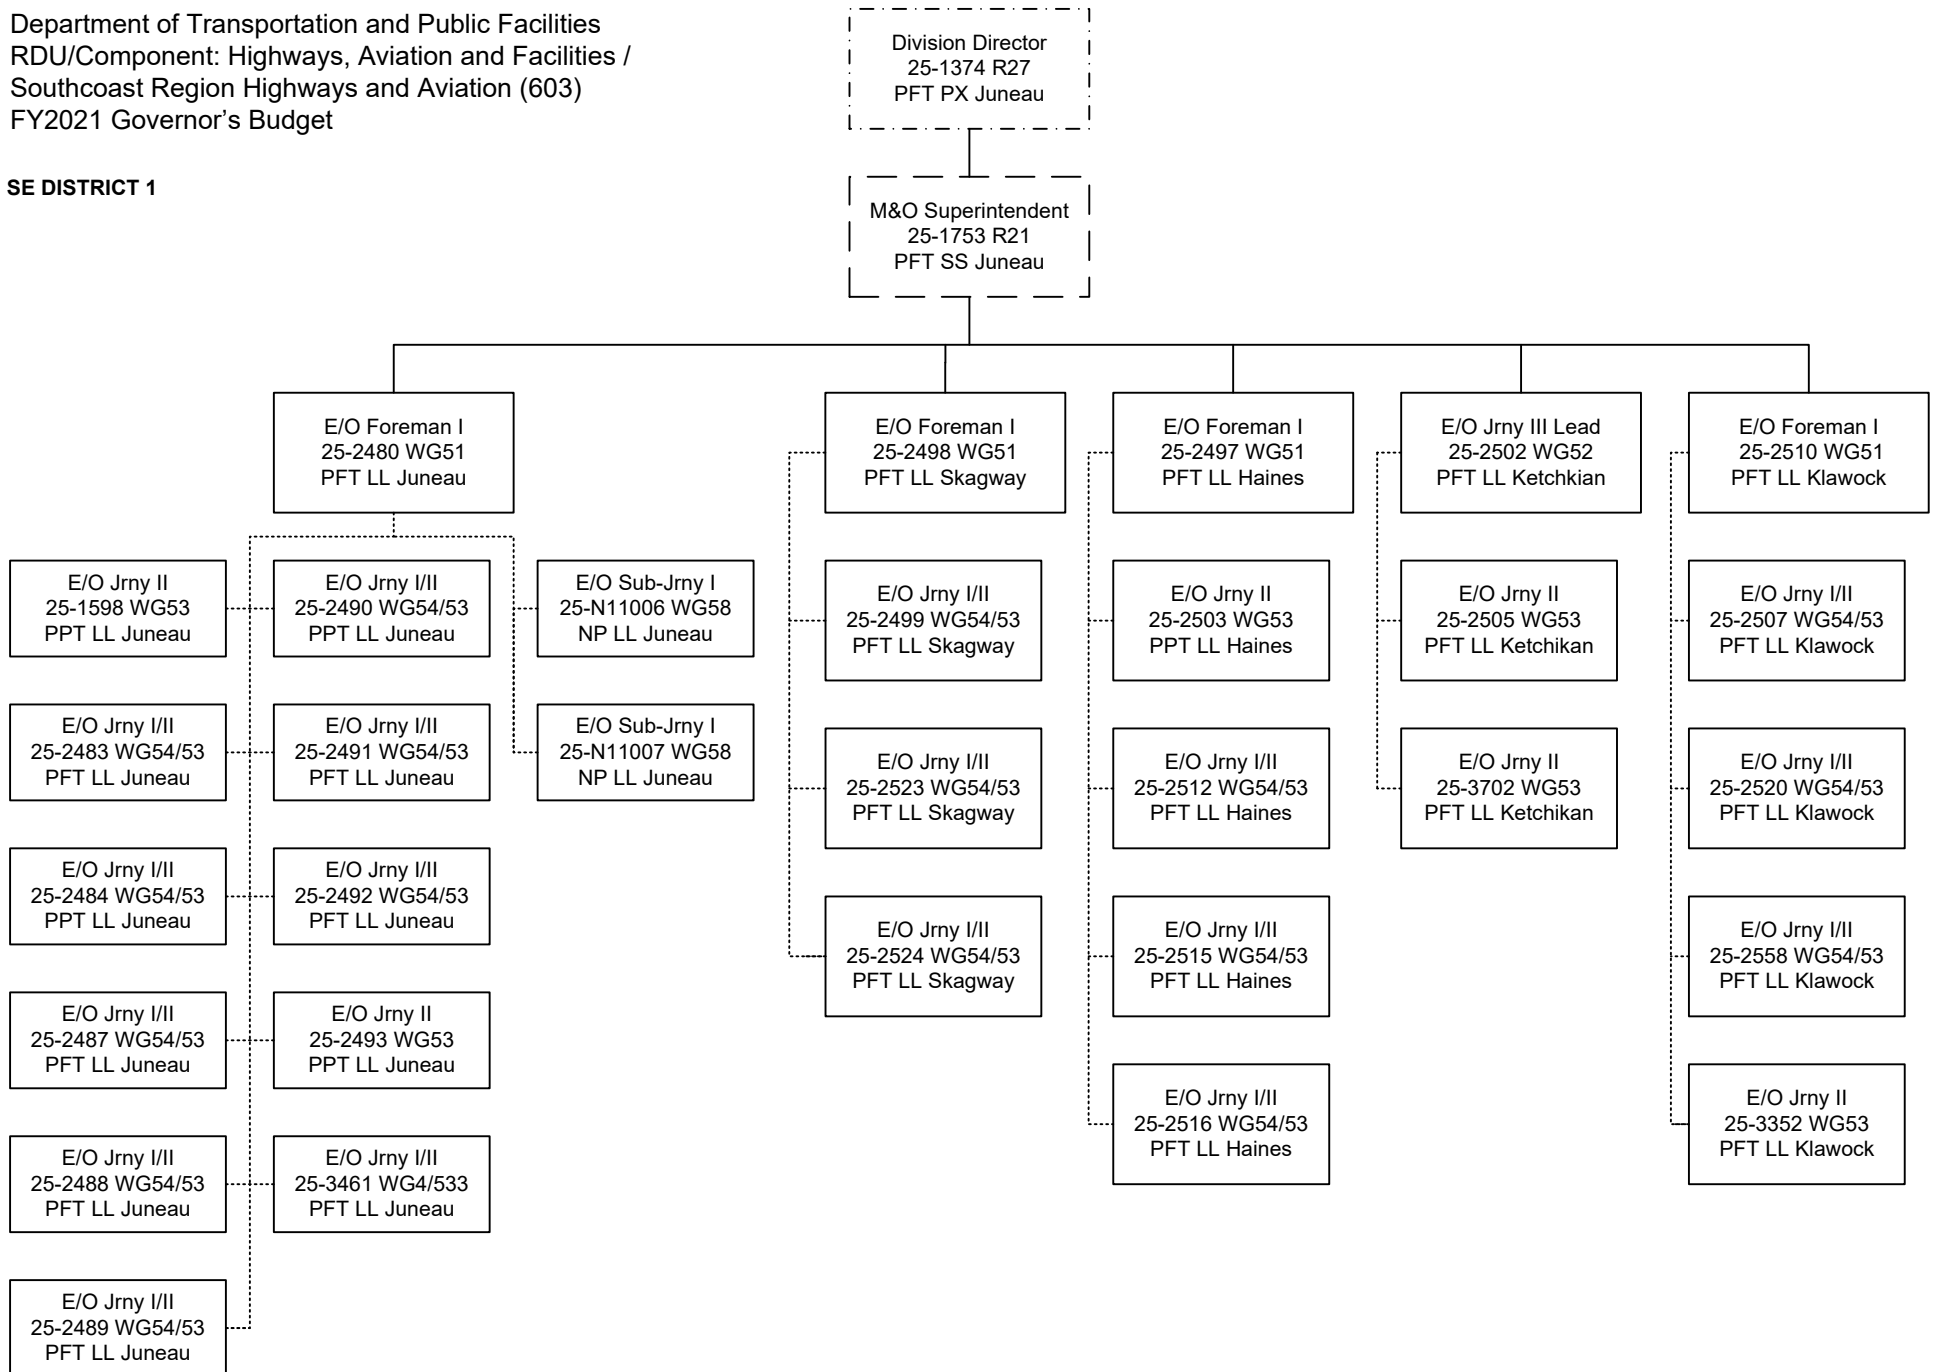 Department of Transportation and Public Facilities
RDU/Component: Highways, Aviation and Facilities /
Southcoast Region Highways and Aviation (603)
FY2021 Governor's Budget
SE DISTRICT 1
Division Director
25-1374 R27
PFT PX Juneau
M&O Superintendent
25-1753 R21
PFT SS Juneau
E/O Foreman I
25-2480 WG51
PFT LL Juneau
E/O Foreman I
25-2498 WG51
PFT LL Skagway
E/O Foreman I
25-2497 WG51
PFT LL Haines
E/O Jrny III Lead
25-2502 WG52
PFT LL Ketchkian
E/O Foreman I
25-2510 WG51
PFT LL Klawock
E/O Jrny II
25-1598 WG53
PPT LL Juneau
E/O Jrny I/II
25-2490 WG54/53
PPT LL Juneau
E/O Sub-Jrny I
25-N11006 WG58
NP LL Juneau
E/O Jrny I/II
25-2483 WG54/53
PFT LL Juneau
E/O Jrny I/II
25-2491 WG54/53
PFT LL Juneau
E/O Sub-Jrny I
25-N11007 WG58
NP LL Juneau
E/O Jrny I/II
25-2484 WG54/53
PPT LL Juneau
E/O Jrny I/II
25-2492 WG54/53
PFT LL Juneau
E/O Jrny I/II
25-2487 WG54/53
PFT LL Juneau
E/O Jrny II
25-2493 WG53
PPT LL Juneau
E/O Jrny I/II
25-2488 WG54/53
PFT LL Juneau
E/O Jrny I/II
25-3461 WG4/533
PFT LL Juneau
E/O Jrny I/II
25-2489 WG54/53
PFT LL Juneau
E/O Jrny I/II
25-2499 WG54/53
PFT LL Skagway
E/O Jrny I/II
25-2523 WG54/53
PFT LL Skagway
E/O Jrny I/II
25-2524 WG54/53
PFT LL Skagway
E/O Jrny II
25-2503 WG53
PPT LL Haines
E/O Jrny I/II
25-2512 WG54/53
PFT LL Haines
E/O Jrny I/II
25-2515 WG54/53
PFT LL Haines
E/O Jrny I/II
25-2516 WG54/53
PFT LL Haines
E/O Jrny II
25-2505 WG53
PFT LL Ketchikan
E/O Jrny II
25-3702 WG53
PFT LL Ketchikan
E/O Jrny I/II
25-2507 WG54/53
PFT LL Klawock
E/O Jrny I/II
25-2520 WG54/53
PFT LL Klawock
E/O Jrny I/II
25-2558 WG54/53
PFT LL Klawock
E/O Jrny II
25-3352 WG53
PFT LL Klawock